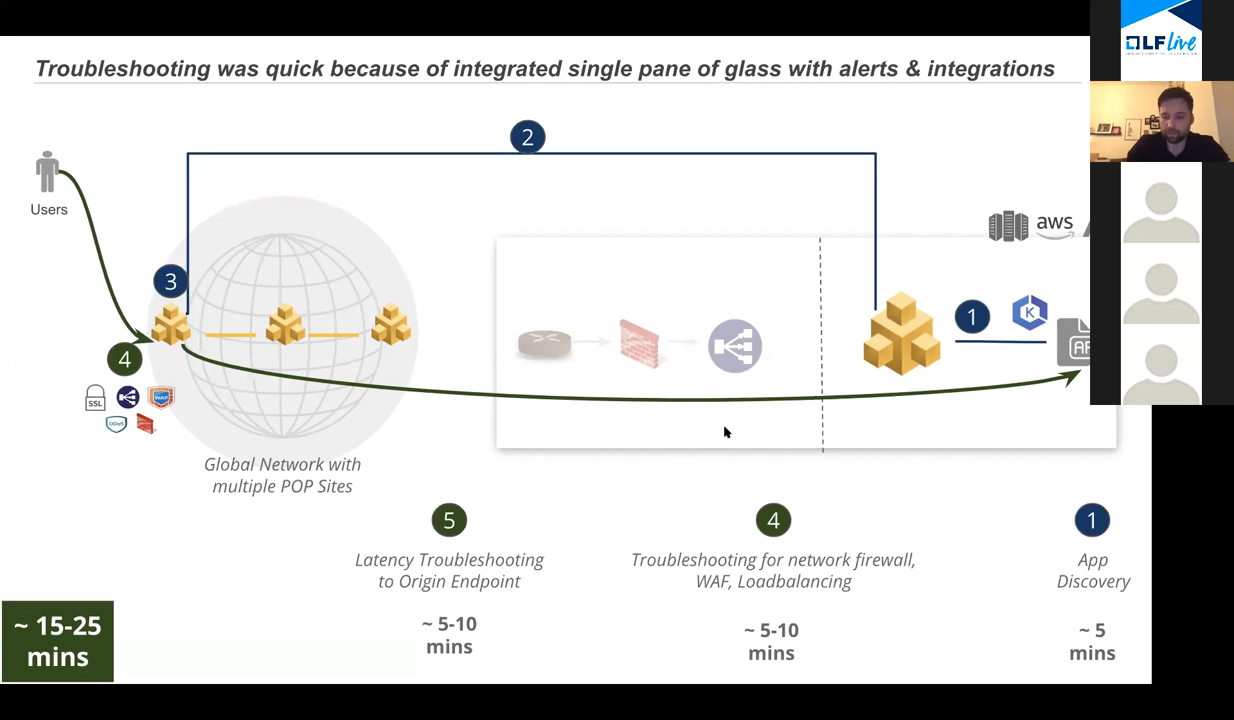 LF Live
Troubleshooting was quick because of integrated single pane of glass with alerts & integrations
2
Users
aws
3
1
K
4
SSL
WAF
DDoS
Global Network with
multiple POP Sites
5
4
1
Latency Troubleshooting
to Origin Endpoint
Troubleshooting for network firewall,
WAF, Loadbalancing
App
Discovery
~ 15-25
mins
~ 5-10
mins
~ 5-10
mins
~ 5
mins